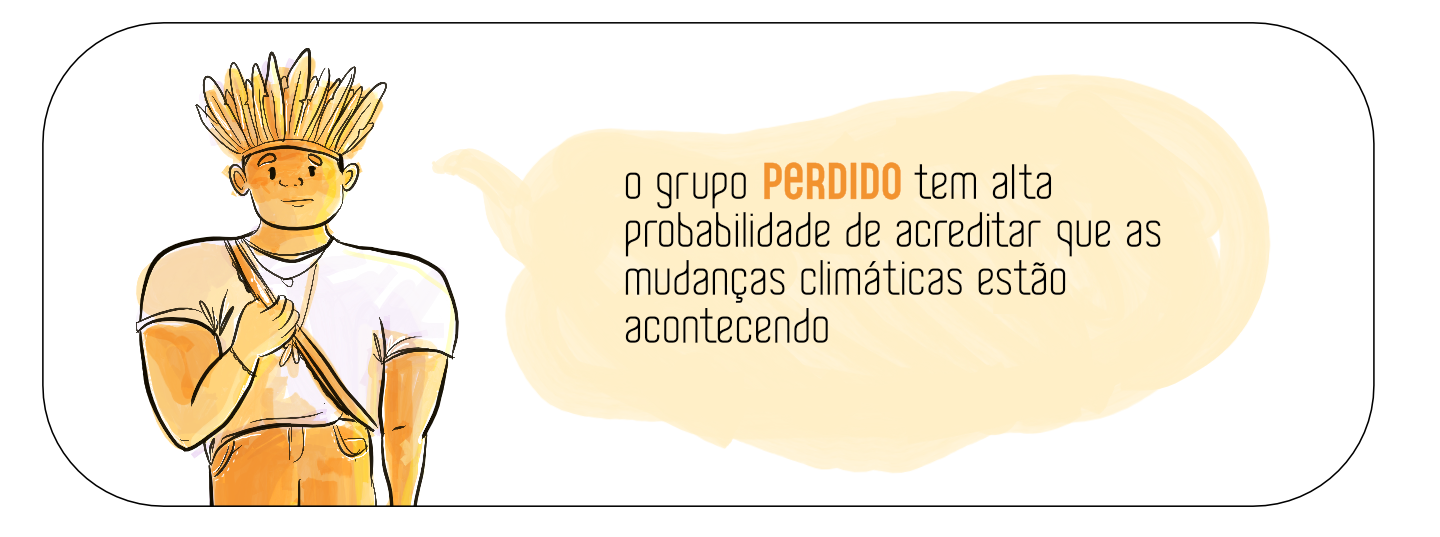 o grupo PERDIDO tem alta
probabilidade de acreditar que as
mudanças climáticas estão
acontecendo